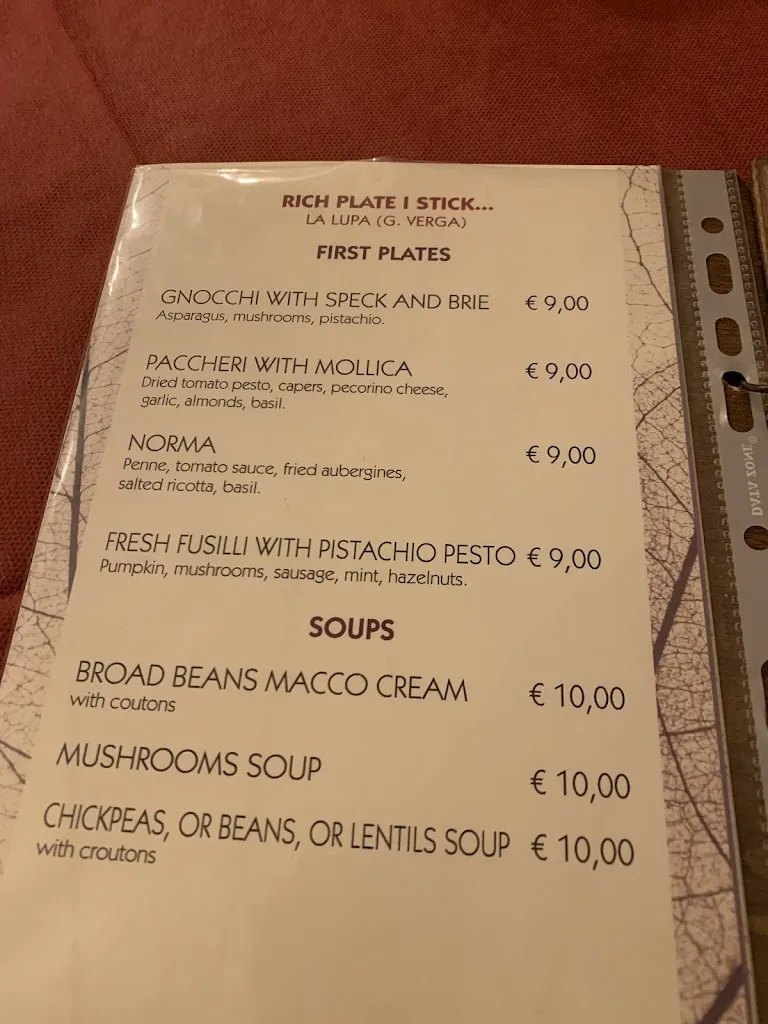 RICH PLATE I STICK...
LA LUPA (G. VERGA)
FIRST PLATES
GNOCCHI WITH SPECK AND BRIE € 9,00
Asparagus, mushrooms, pistachio.
PACCHERI WITH MOLLICA € 9,00
Dried tomato pesto, capers, pecorino cheese,
garlic, almonds, basil.
NORMA € 9,00
Penne, tomato sauce, fried aubergines,
salted ricotta, basil.
FRESH FUSILLI WITH PISTACHIO PESTO € 9,00
Pumpkin, mushrooms, sausage, mint, hazelnuts.
SOUPS
BROAD BEANS MACCO CREAM € 10,00
with coutons
MUSHROOMS SOUP € 10,00
CHICKPEAS, OR BEANS, OR LENTILS SOUP € 10,00
with croutons